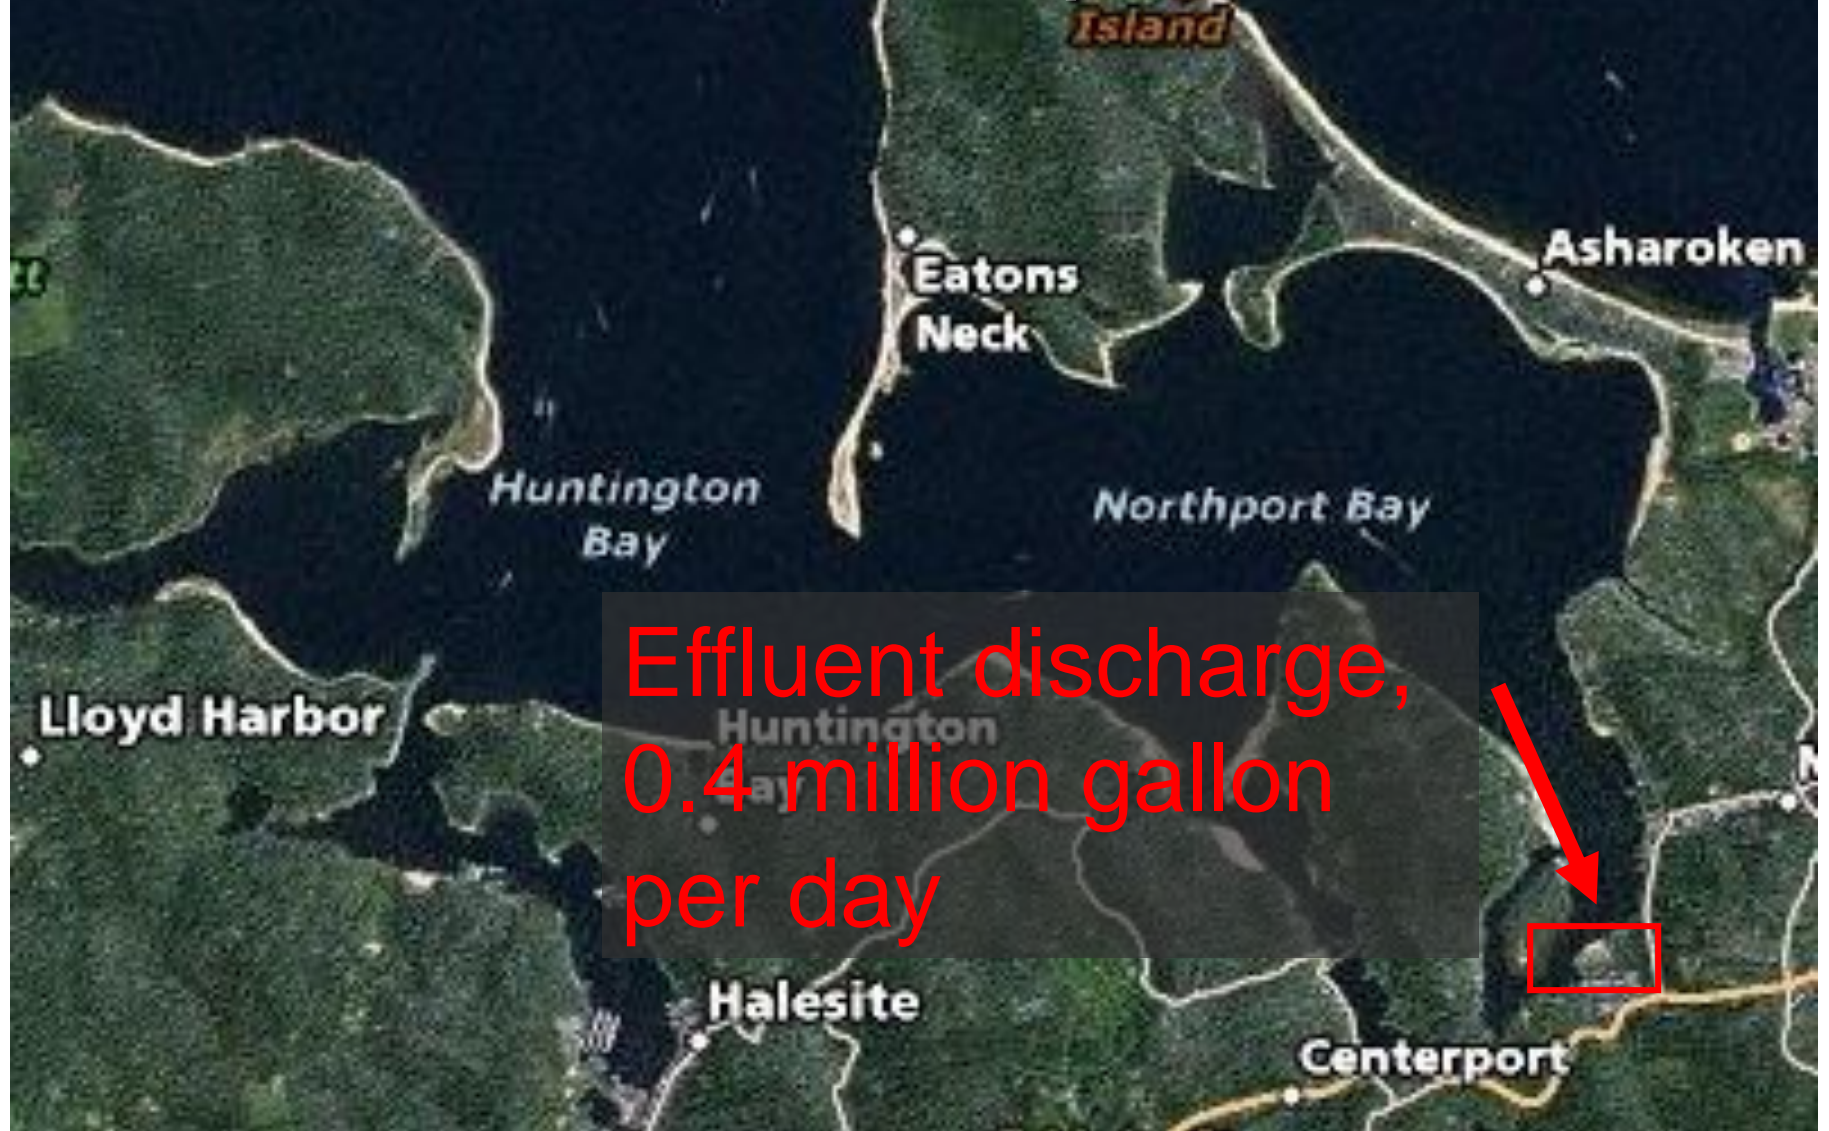 Island
Asharoken
Eatons
Neck
Huntington
Bay
Northport Bay
Effluent discharge,
0.4 million gallon
per day
Huntington
Bay
Lloyd Harbor
Halesite
Centerport